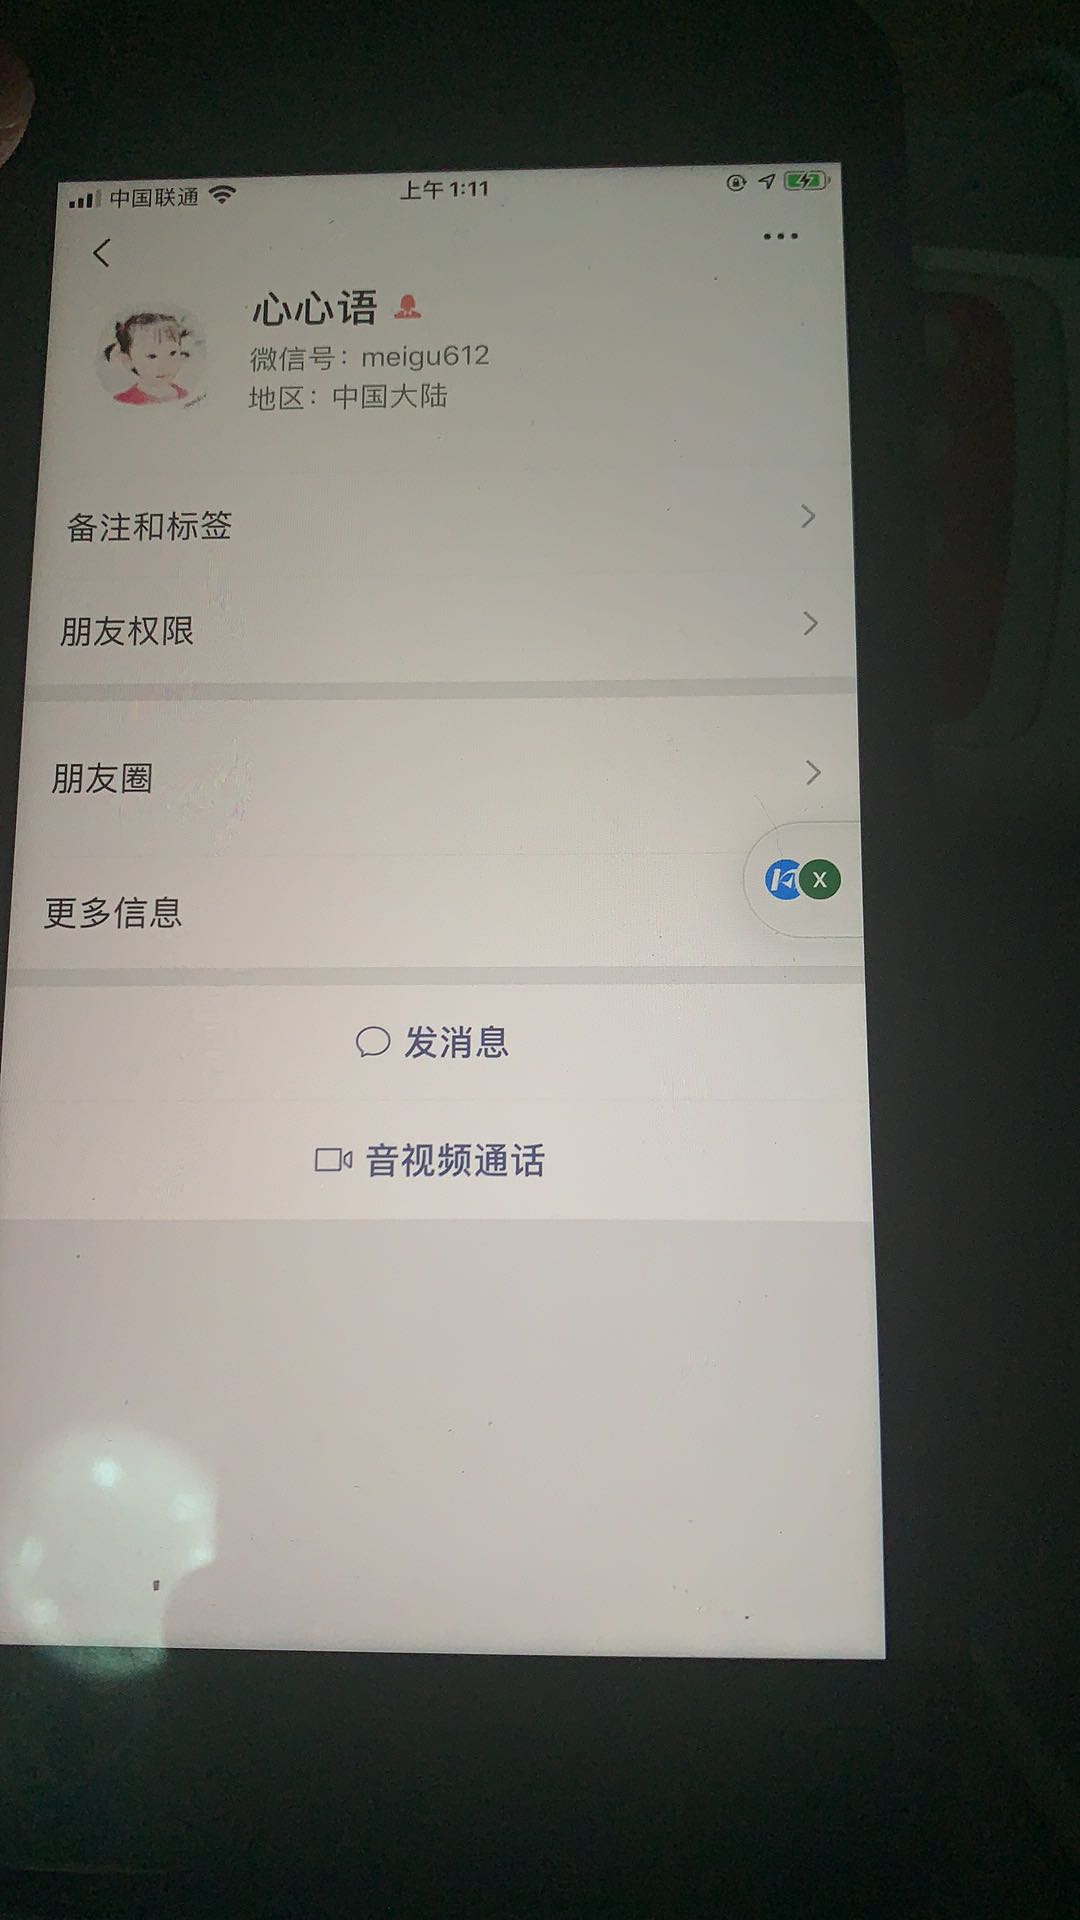 中国联通
上午1:11
心心语
微信号：meigu612
地区：中国大陆
备注和标签
朋友权限
朋友圈
X
更多信息
发消息
音视频通话